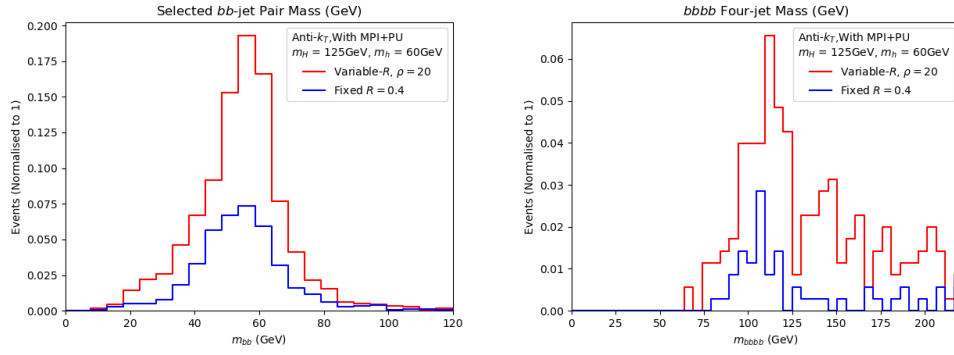 Selected bb-jet Pair Mass (GeV)
Anti-k_T,With MPI+PU
m_H = 125GeV, m_h = 60GeV
Variable-R, ρ = 20
Fixed R = 0.4
Events (Normalised to 1)
0.200
0.175
0.150
0.125
0.100
0.075
0.050
0.025
0.000
0 20 40 60 80 100 120
m_bb (GeV)
bbbb Four-jet Mass (GeV)
Anti-k_T,With MPI+PU
m_H = 125GeV, m_h = 60GeV
Variable-R, ρ = 20
Fixed R = 0.4
Events (Normalised to 1)
0.06
0.05
0.04
0.03
0.02
0.01
0.00
0 25 50 75 100 125 150 175 200
m_bbbb (GeV)